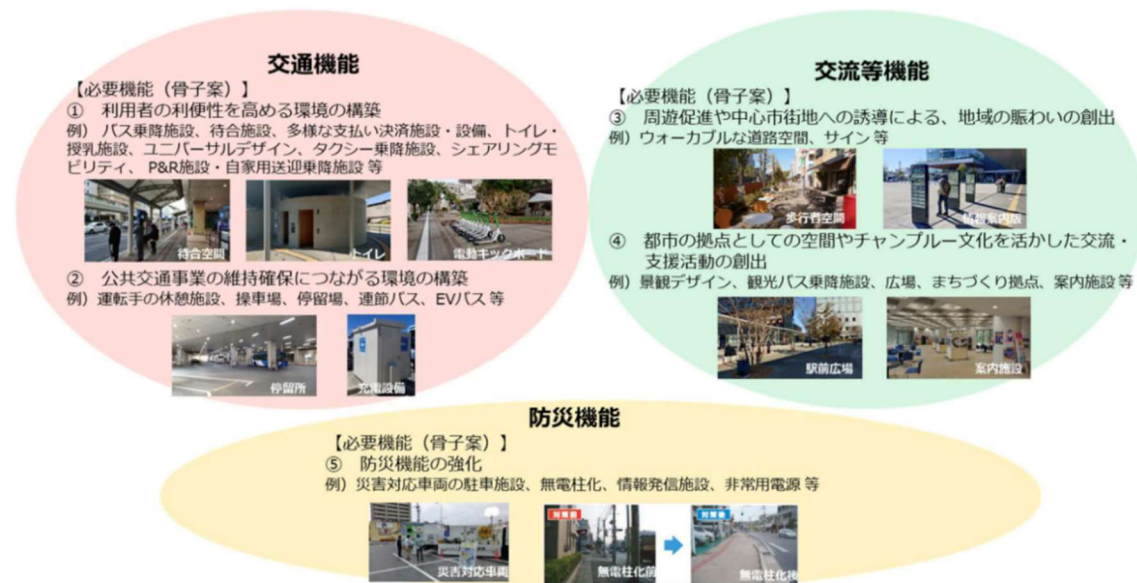 交通機能
【必要機能（骨子案）】
① 利用者の利便性を高める環境の構築
例）バス乗降施設、待合施設、多様な支払い決済施設・設備、トイレ・
授乳施設、ユニバーサルデザイン、タクシー乗降施設、シェアリングモ
ビリティ、 P&R施設・自家用送迎乗降施設 等
待合空間
トイレ
電動キックボード
② 公共交通事業の維持確保につながる環境の構築
例）運転手の休憩施設、操車場、停留場、連節バス、EVバス 等
停留所
充電設備
交流等機能
【必要機能（骨子案）】
③ 周遊促進や中心市街地への誘導による、地域の賑わいの創出
例）ウォーカブルな道路空間、サイン 等
歩行者空間
情報案内版
④ 都市の拠点としての空間やチャンプルー文化を活かした交流・
支援活動の創出
例）景観デザイン、観光バス乗降施設、広場、まちづくり拠点、案内施設 等
駅前広場
案内施設
防災機能
【必要機能（骨子案）】
⑤ 防災機能の強化
例）災害対応車両の駐車施設、無電柱化、情報発信施設、非常用電源 等
災害対応車両
対策前
無電柱化前
対策後
無電柱化後